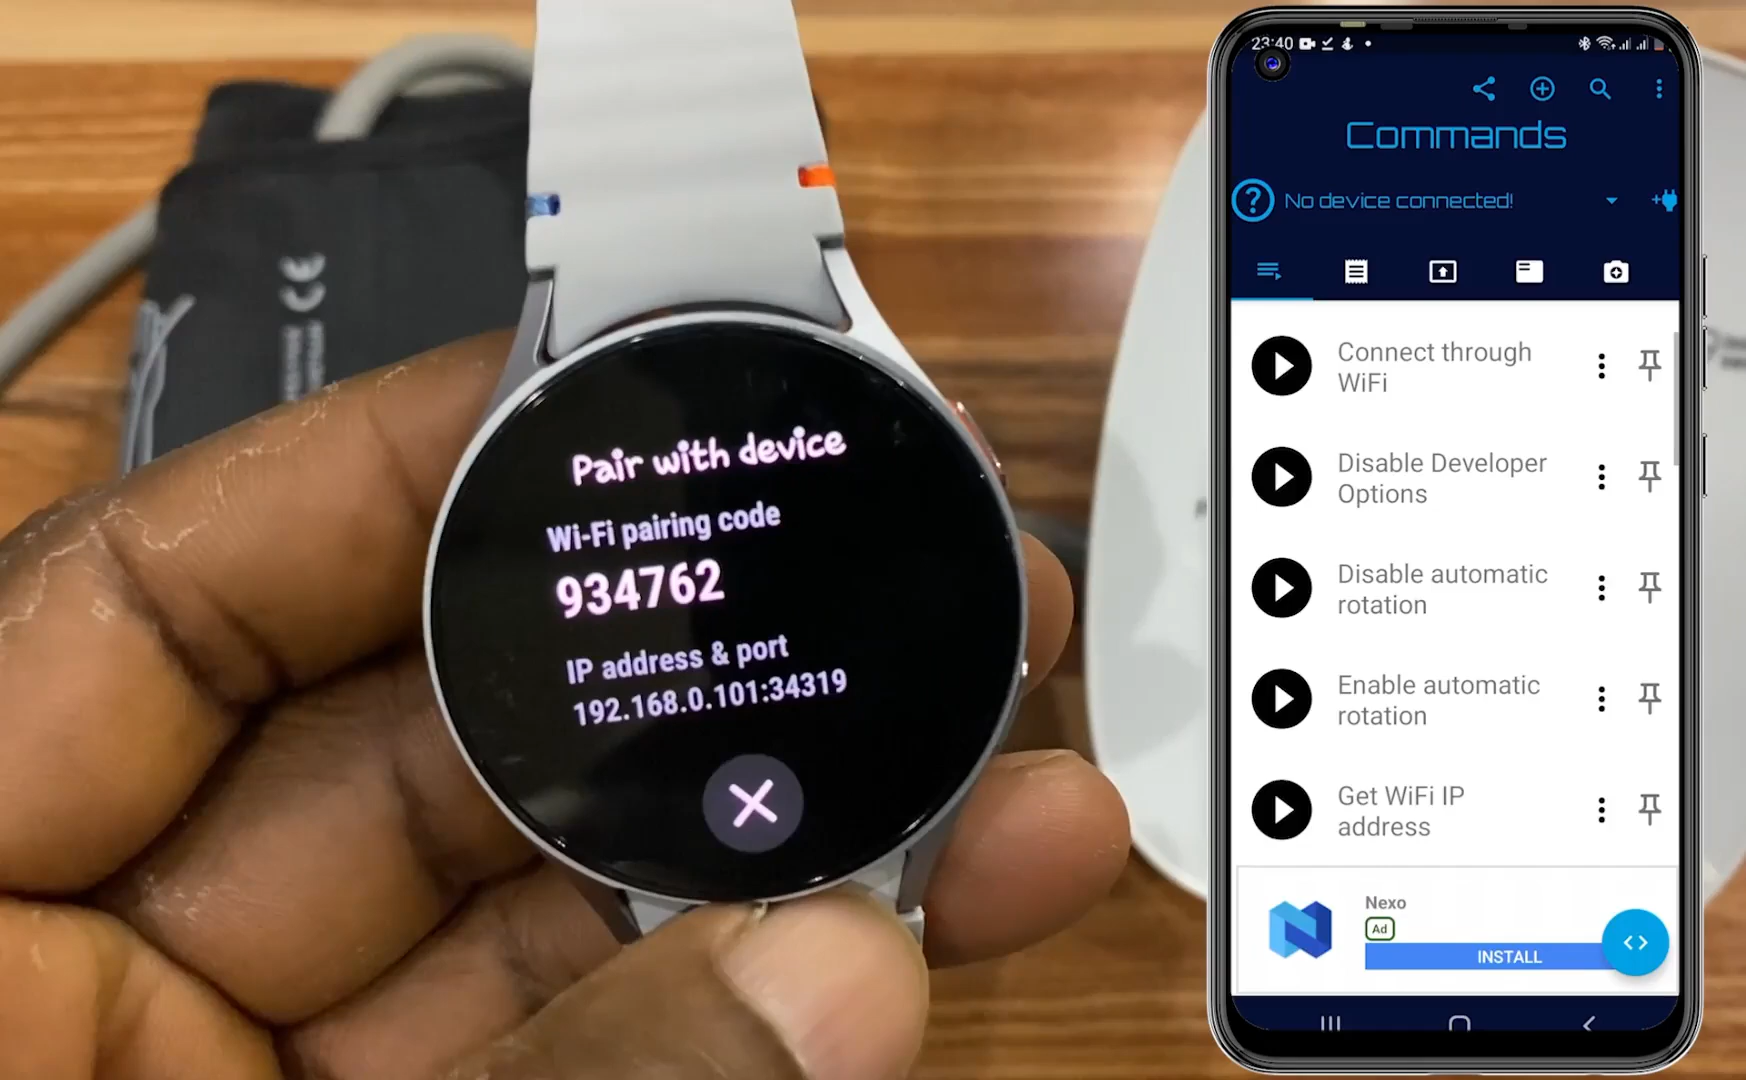 Pair with device
Wi-Fi pairing code
934762
IP address & port
192.168.0.101:34319
CE
23:40
Commands
No device connected!
Connect through
WiFi
Disable Developer
Options
Disable automatic
rotation
Enable automatic
rotation
Get WiFi IP
address
Nexo
Ad
INSTALL